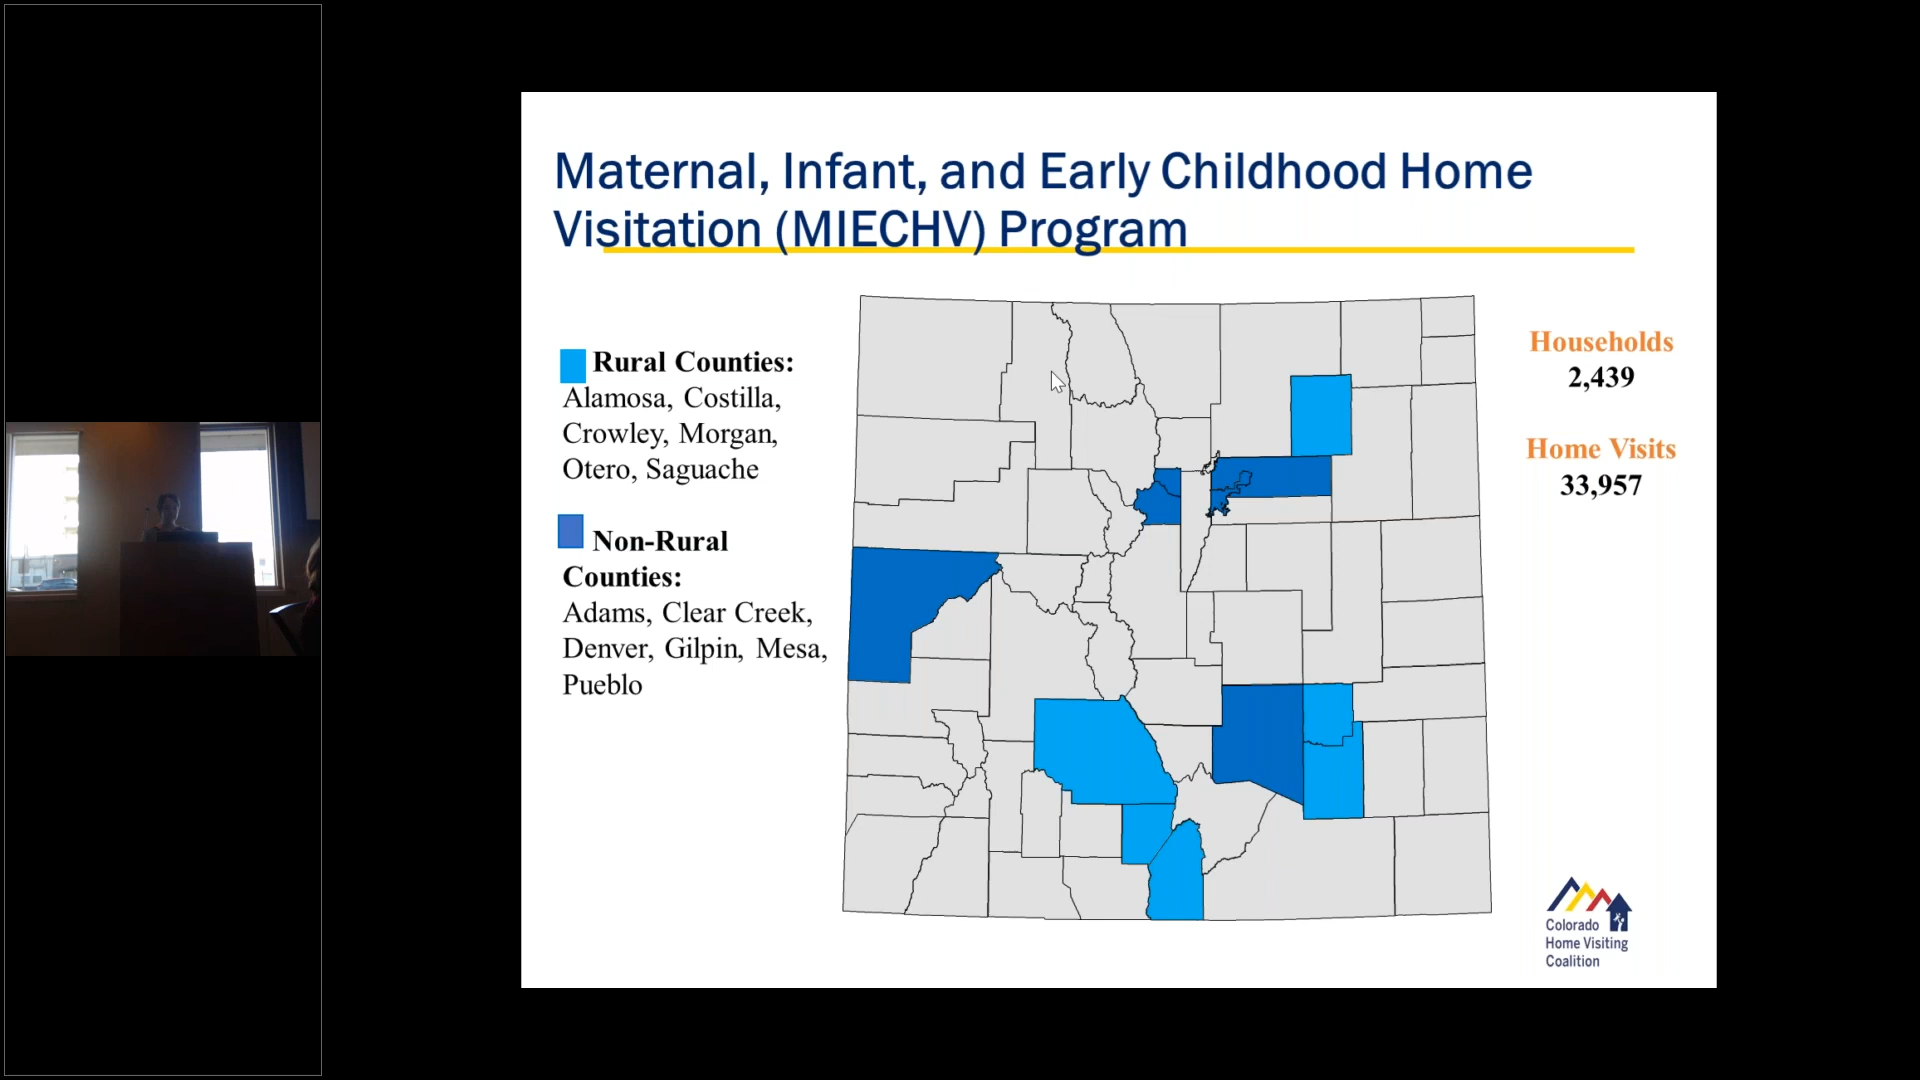 Maternal, Infant, and Early Childhood Home
Visitation (MIECHV) Program
Rural Counties:
Alamosa, Costilla,
Crowley, Morgan,
Otero, Saguache
Non-Rural
Counties:
Adams, Clear Creek,
Denver, Gilpin, Mesa,
Pueblo
Households
2,439
Home Visits
33,957
Colorado
Home Visiting
Coalition